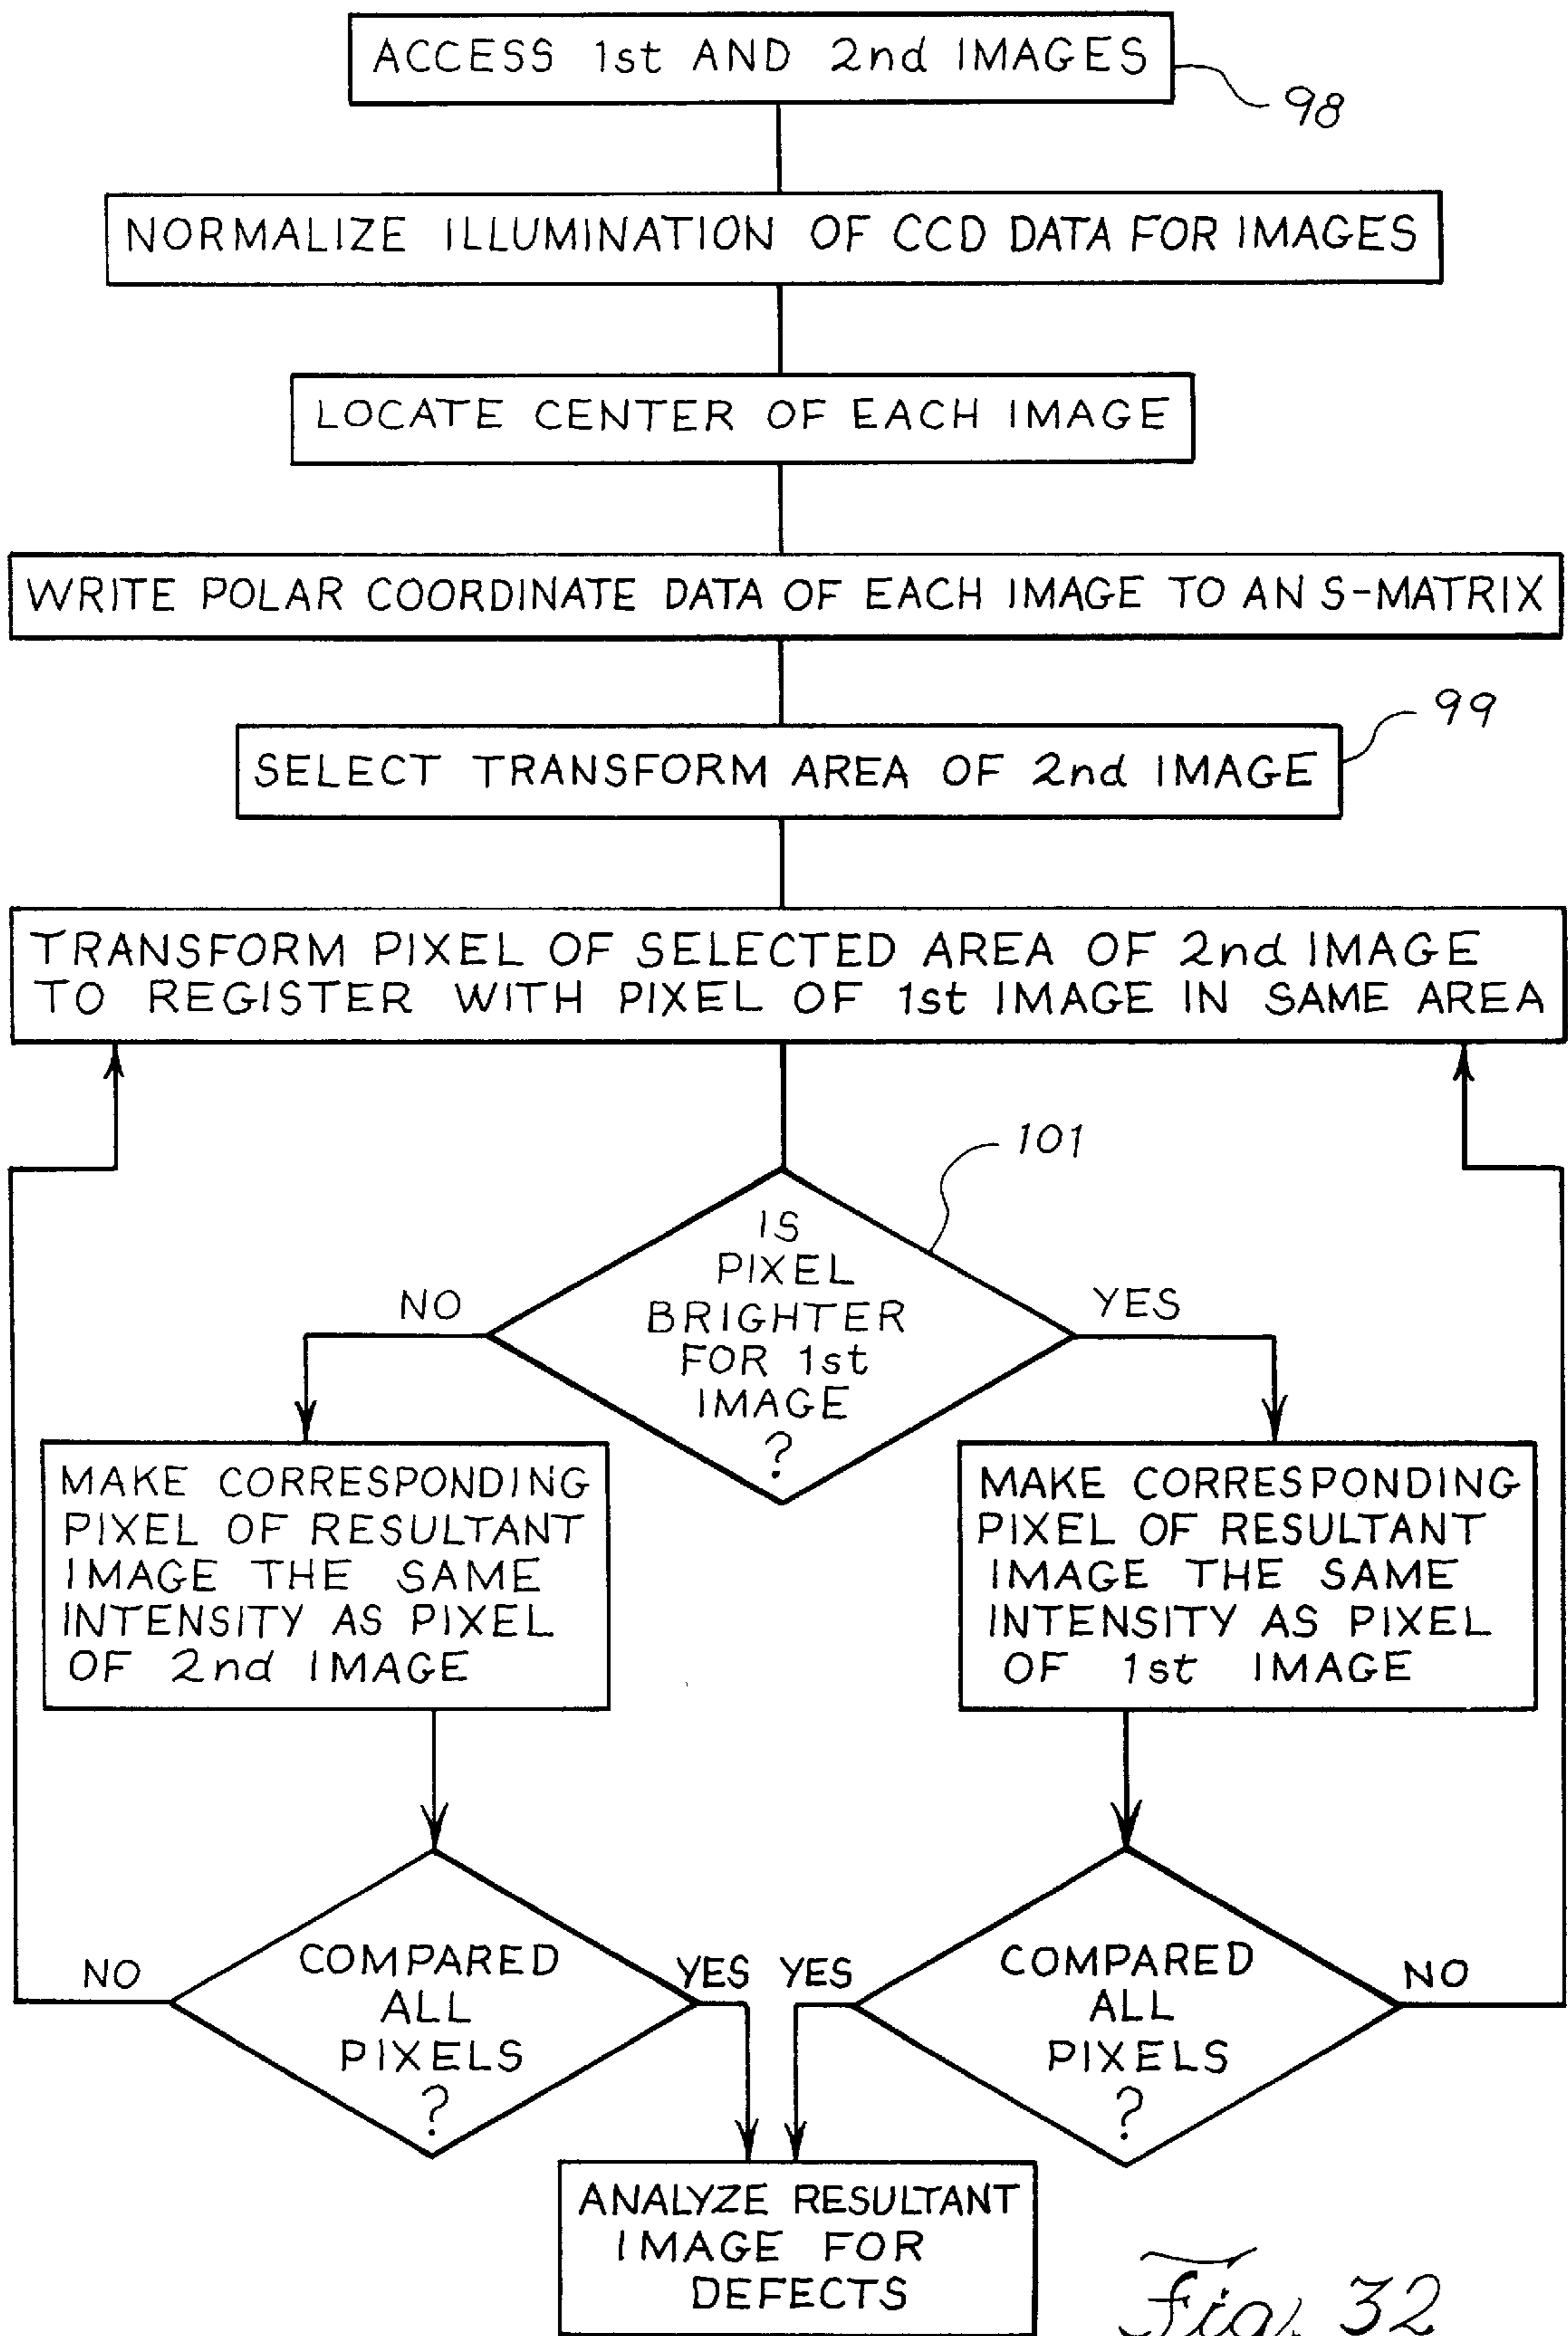 ACCESS 1st AND 2nd IMAGES
98
NORMALIZE ILLUMINATION OF CCD DATA FOR IMAGES
LOCATE CENTER OF EACH IMAGE
WRITE POLAR COORDINATE DATA OF EACH IMAGE TO AN S-MATRIX
99
SELECT TRANSFORM AREA OF 2nd IMAGE
TRANSFORM PIXEL OF SELECTED AREA OF 2nd IMAGE
TO REGISTER WITH PIXEL OF 1st IMAGE IN SAME AREA
101
IS
PIXEL
BRIGHTER
FOR 1st
IMAGE
?
NO
YES
MAKE CORRESPONDING
PIXEL OF RESULTANT
IMAGE THE SAME
INTENSITY AS PIXEL
OF 2nd IMAGE
MAKE CORRESPONDING
PIXEL OF RESULTANT
IMAGE THE SAME
INTENSITY AS PIXEL
OF 1st IMAGE
NO
COMPARED
ALL
PIXELS
?
YES
YES
COMPARED
ALL
PIXELS
?
NO
ANALYZE RESULTANT
IMAGE FOR
DEFECTS
Fig. 32